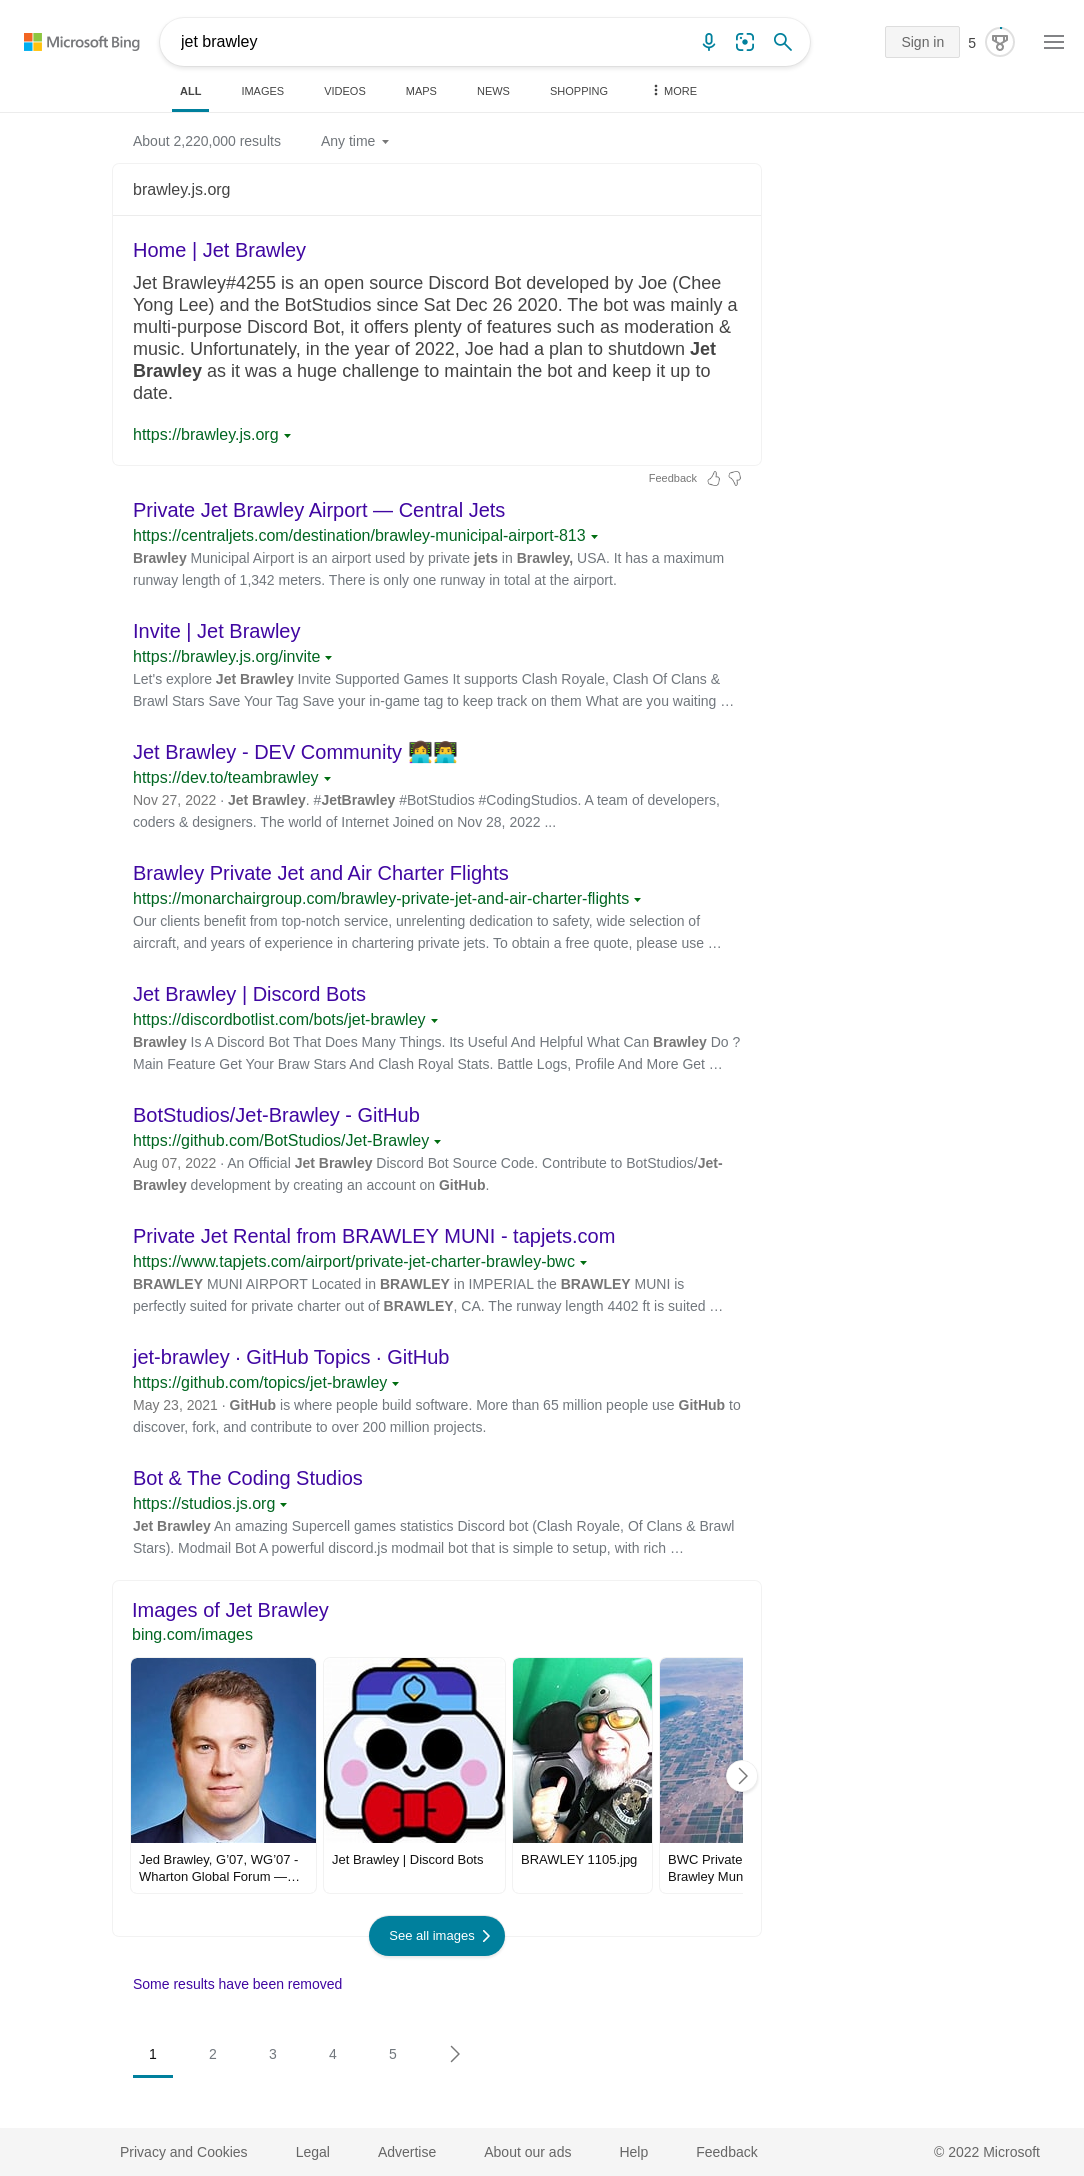 Microsoft Bing
jet brawley
Sign in
5
ALL
IMAGES
VIDEOS
MAPS
NEWS
SHOPPING
MORE
About 2,220,000 results
Any time
brawley.js.org
Home | Jet Brawley
Jet Brawley#4255 is an open source Discord Bot developed by Joe (Chee
Yong Lee) and the BotStudios since Sat Dec 26 2020. The bot was mainly a
multi-purpose Discord Bot, it offers plenty of features such as moderation &
music. Unfortunately, in the year of 2022, Joe had a plan to shutdown Jet
Brawley as it was a huge challenge to maintain the bot and keep it up to
date.
https://brawley.js.org
Feedback
Private Jet Brawley Airport — Central Jets
https://centraljets.com/destination/brawley-municipal-airport-813
Brawley Municipal Airport is an airport used by private jets in Brawley, USA. It has a maximum
runway length of 1,342 meters. There is only one runway in total at the airport.
Invite | Jet Brawley
https://brawley.js.org/invite
Let's explore Jet Brawley Invite Supported Games It supports Clash Royale, Clash Of Clans &
Brawl Stars Save Your Tag Save your in-game tag to keep track on them What are you waiting …
Jet Brawley - DEV Community 👩‍💻👨‍💻
https://dev.to/teambrawley
Nov 27, 2022 · Jet Brawley. #JetBrawley #BotStudios #CodingStudios. A team of developers,
coders & designers. The world of Internet Joined on Nov 28, 2022 ...
Brawley Private Jet and Air Charter Flights
https://monarchairgroup.com/brawley-private-jet-and-air-charter-flights
Our clients benefit from top-notch service, unrelenting dedication to safety, wide selection of
aircraft, and years of experience in chartering private jets. To obtain a free quote, please use …
Jet Brawley | Discord Bots
https://discordbotlist.com/bots/jet-brawley
Brawley Is A Discord Bot That Does Many Things. Its Useful And Helpful What Can Brawley Do ?
Main Feature Get Your Braw Stars And Clash Royal Stats. Battle Logs, Profile And More Get …
BotStudios/Jet-Brawley - GitHub
https://github.com/BotStudios/Jet-Brawley
Aug 07, 2022 · An Official Jet Brawley Discord Bot Source Code. Contribute to BotStudios/Jet-
Brawley development by creating an account on GitHub.
Private Jet Rental from BRAWLEY MUNI - tapjets.com
https://www.tapjets.com/airport/private-jet-charter-brawley-bwc
BRAWLEY MUNI AIRPORT Located in BRAWLEY in IMPERIAL the BRAWLEY MUNI is
perfectly suited for private charter out of BRAWLEY, CA. The runway length 4402 ft is suited …
jet-brawley · GitHub Topics · GitHub
https://github.com/topics/jet-brawley
May 23, 2021 · GitHub is where people build software. More than 65 million people use GitHub to
discover, fork, and contribute to over 200 million projects.
Bot & The Coding Studios
https://studios.js.org
Jet Brawley An amazing Supercell games statistics Discord bot (Clash Royale, Of Clans & Brawl
Stars). Modmail Bot A powerful discord.js modmail bot that is simple to setup, with rich …
Images of Jet Brawley
bing.com/images
Jed Brawley, G'07, WG'07 -
Wharton Global Forum —…
Jet Brawley | Discord Bots
BRAWLEY 1105.jpg
BWC Private
Brawley Mun
See all images
Some results have been removed
1
2
3
4
5
Privacy and Cookies
Legal
Advertise
About our ads
Help
Feedback
© 2022 Microsoft